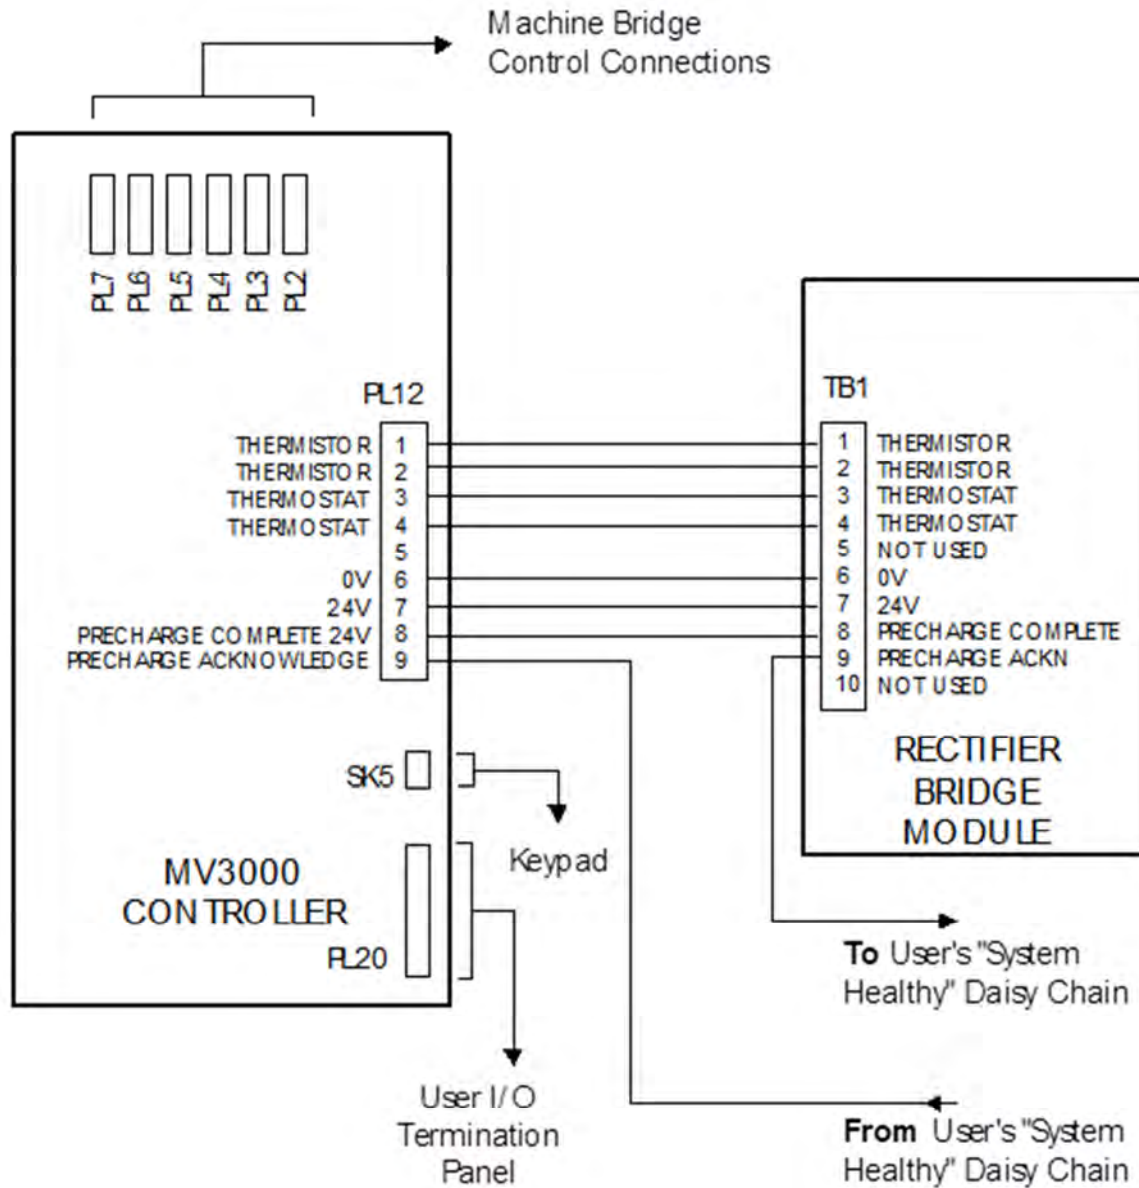 Machine Bridge
Control Connections
PL7
PL6
PL5
PL4
PL3
PL2
PL12
THERMISTOR 1
THERMISTOR 2
THERMOSTAT 3
THERMOSTAT 4
5
0V 6
24V 7
PRECHARGE COMPLETE 24V 8
PRECHARGE ACKNOWLEDGE 9
SK5
Keypad
MV3000
CONTROLLER
PL20
User I/O
Termination
Panel
TB1
1 THERMISTOR
2 THERMISTOR
3 THERMOSTAT
4 THERMOSTAT
5 NOT USED
6 0V
7 24V
8 PRECHARGE COMPLETE
9 PRECHARGE ACKN
10 NOT USED
RECTIFIER
BRIDGE
MODULE
To User's "System
Healthy" Daisy Chain
From User's "System
Healthy" Daisy Chain